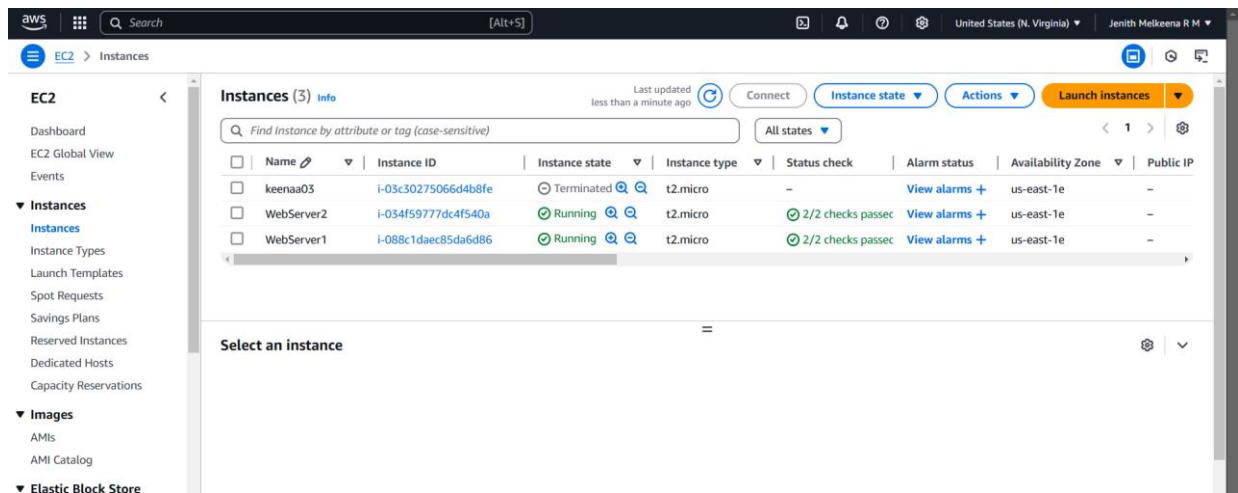 aws Search [Alt+S] United States (N. Virginia) Jenith Melkeena R M
EC2 > Instances
EC2
Dashboard
EC2 Global View
Events
Instances
Instances
Instance Types
Launch Templates
Spot Requests
Savings Plans
Reserved Instances
Dedicated Hosts
Capacity Reservations
Images
AMIs
AMI Catalog
Elastic Block Store
Instances (3) Info
Last updated
less than a minute ago
Connect Instance state Actions Launch instances
Find Instance by attribute or tag (case-sensitive) All states 1
Name Instance ID Instance state Instance type Status check Alarm status Availability Zone Public IP
keenaa03 i-03c30275066d4b8fe Terminated t2.micro – View alarms + us-east-1e –
WebServer2 i-034f59777dc4f540a Running t2.micro 2/2 checks passec View alarms + us-east-1e –
WebServer1 i-088c1daec85da6d86 Running t2.micro 2/2 checks passec View alarms + us-east-1e –
Select an instance